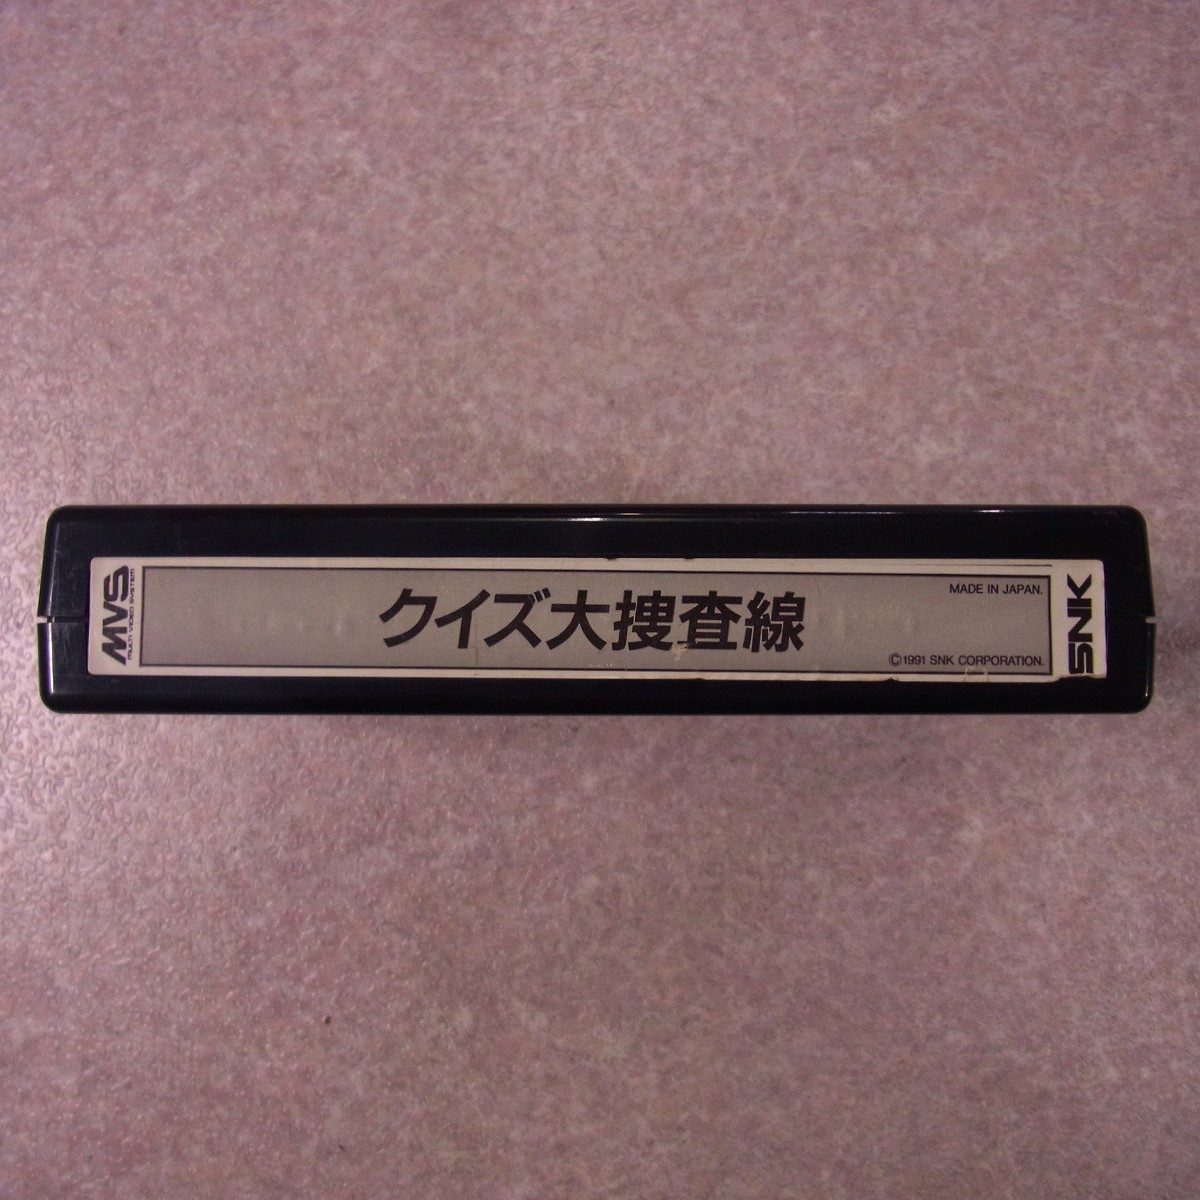 MVS
MULTI VIDEO SYSTEM
クイズ大捜査線
MADE IN JAPAN.
©1991 SNK CORPORATION.
SNK